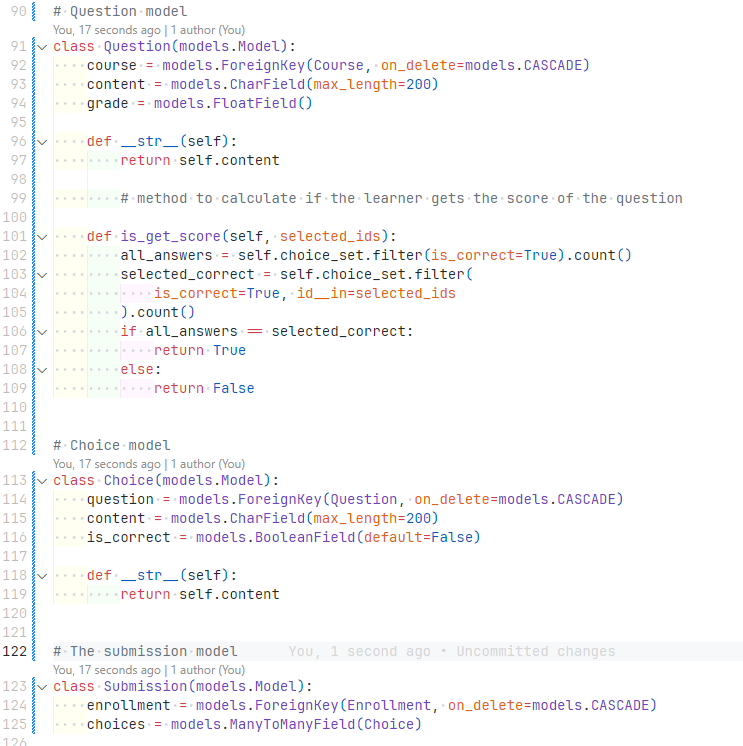 90 # Question model
You, 17 seconds ago | 1 author (You)
91 class Question(models.Model):
92     course = models.ForeignKey(Course, on_delete=models.CASCADE)
93     content = models.CharField(max_length=200)
94     grade = models.FloatField()
95
96     def __str__(self):
97         return self.content
98
99         # method to calculate if the learner gets the score of the question
100
101     def is_get_score(self, selected_ids):
102         all_answers = self.choice_set.filter(is_correct=True).count()
103         selected_correct = self.choice_set.filter(
104             is_correct=True, id__in=selected_ids
105         ).count()
106         if all_answers == selected_correct:
107             return True
108         else:
109             return False
110
111
112 # Choice model
You, 17 seconds ago | 1 author (You)
113 class Choice(models.Model):
114     question = models.ForeignKey(Question, on_delete=models.CASCADE)
115     content = models.CharField(max_length=200)
116     is_correct = models.BooleanField(default=False)
117
118     def __str__(self):
119         return self.content
120
121
122 # The submission model You, 1 second ago • Uncommitted changes
You, 17 seconds ago | 1 author (You)
123 class Submission(models.Model):
124     enrollment = models.ForeignKey(Enrollment, on_delete=models.CASCADE)
125     choices = models.ManyToManyField(Choice)
126